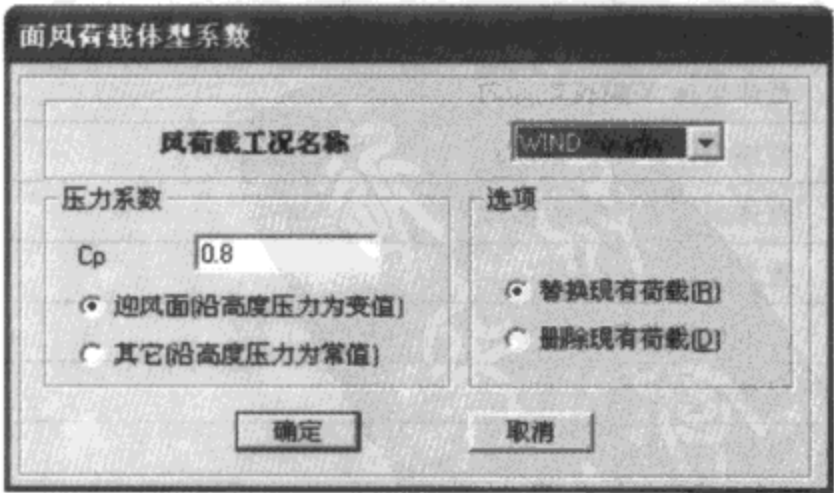 面风荷载体型系数
风荷载工况名称 WIND
压力系数
Cp 0.8
迎风面(沿高度压力为变值)
其它(沿高度压力为常值)
选项
替换现有荷载(R)
删除现有荷载(D)
确定 取消